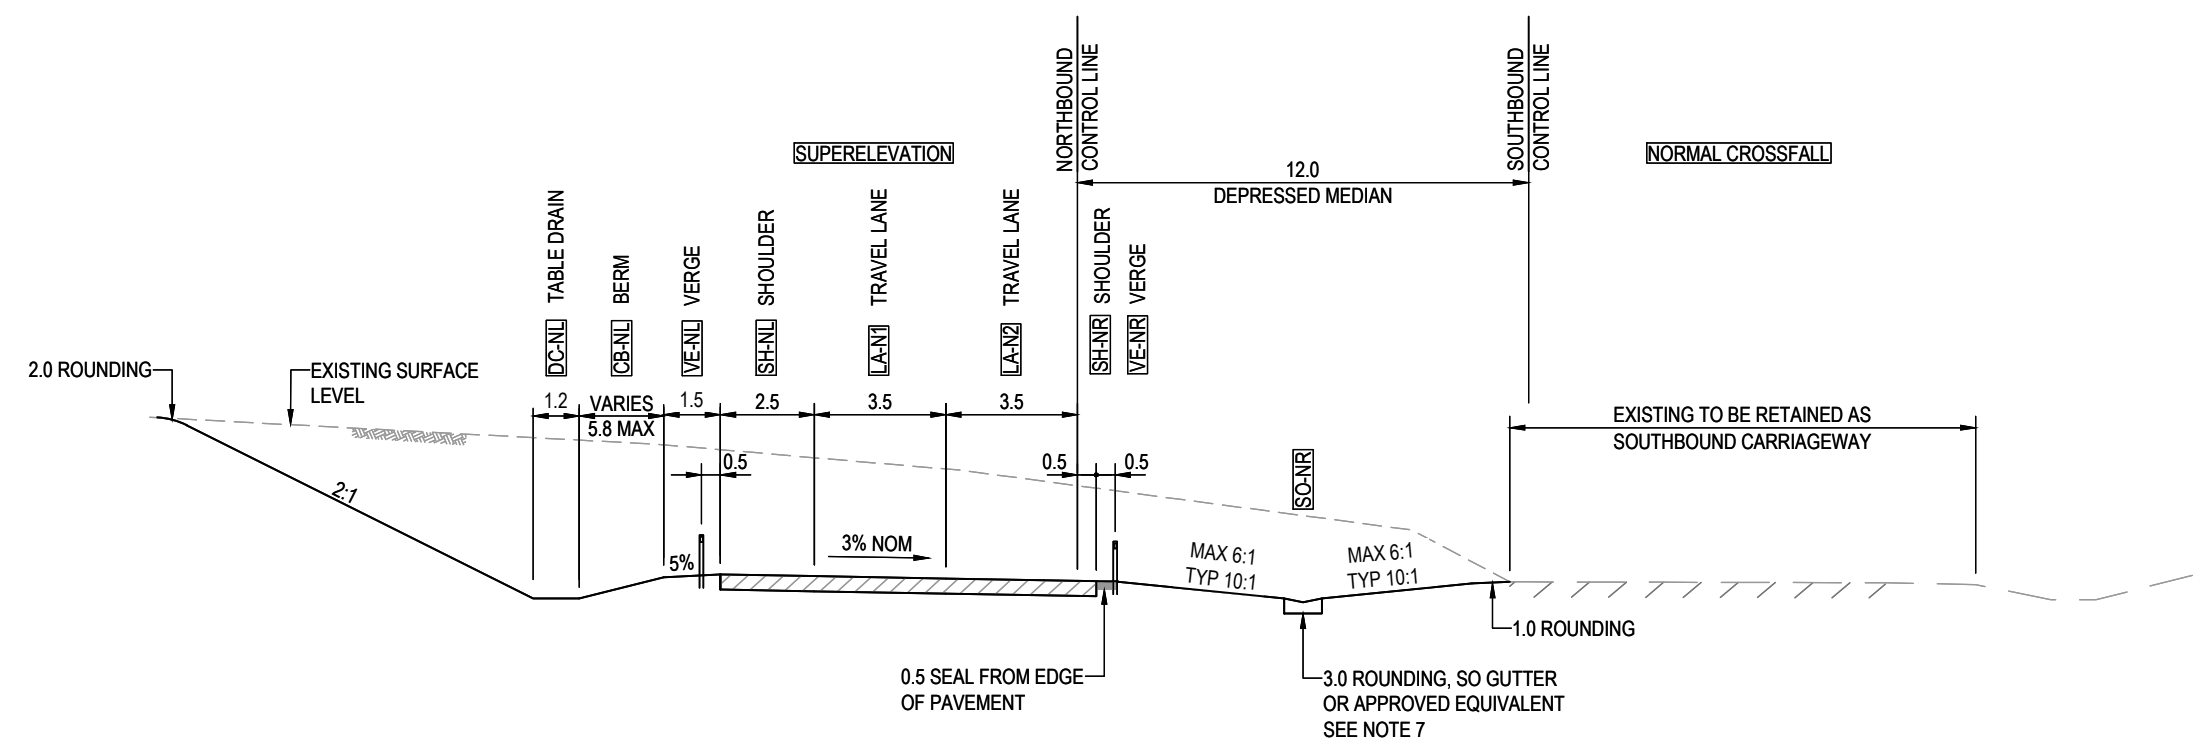 NORTHBOUND
CONTROL LINE
SOUTHBOUND
CONTROL LINE
SUPERELEVATION
NORMAL CROSSFALL
12.0
DEPRESSED MEDIAN
DC-NL TABLE DRAIN
CB-NL BERM
VE-NL VERGE
SH-NL SHOULDER
LA-N1 TRAVEL LANE
LA-N2 TRAVEL LANE
SH-NR SHOULDER
VE-NR VERGE
2.0 ROUNDING
EXISTING SURFACE
LEVEL
1.2
VARIES
5.8 MAX
1.5
2.5
3.5
3.5
EXISTING TO BE RETAINED AS
SOUTHBOUND CARRIAGEWAY
0.5
0.5
0.5
SO-NR
2:1
5%
3% NOM
MAX 6:1
TYP 10:1
MAX 6:1
TYP 10:1
1.0 ROUNDING
0.5 SEAL FROM EDGE
OF PAVEMENT
3.0 ROUNDING, SO GUTTER
OR APPROVED EQUIVALENT
SEE NOTE 7